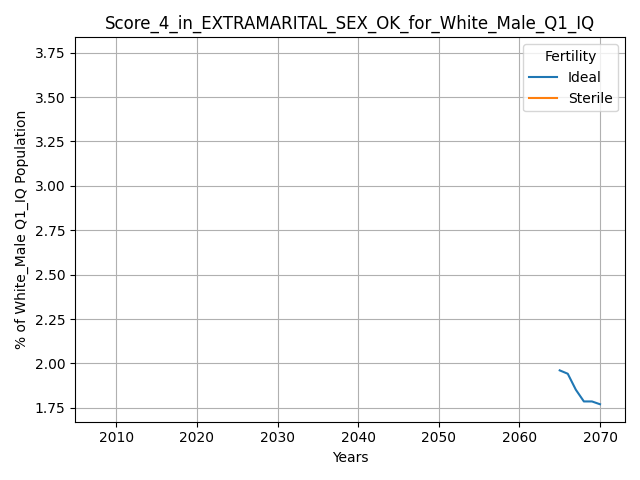 Score_4_in_EXTRAMARITAL_SEX_OK_for_White_Male_Q1_IQ
Fertility
Ideal
Sterile
% of White_Male Q1_IQ Population
3.75
3.50
3.25
3.00
2.75
2.50
2.25
2.00
1.75
2010 2020 2030 2040 2050 2060 2070
Years